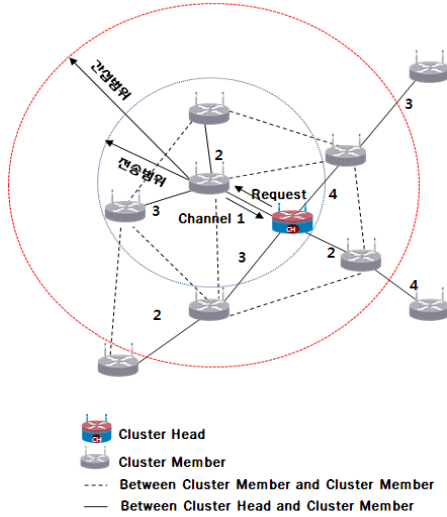 간섭범위
3
전송범위
2
Request
4
3
Channel 1
3
2
2
4
CH
CH
Cluster Head
Cluster Member
Between Cluster Member and Cluster Member
Between Cluster Head and Cluster Member